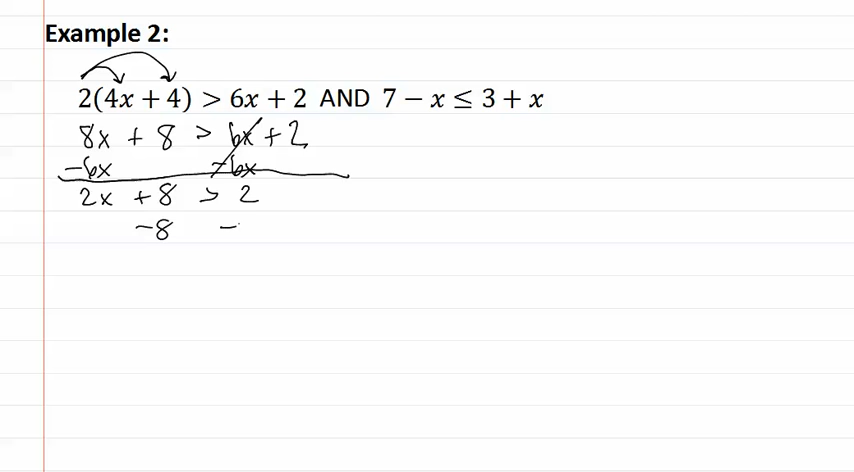 Example 2:
2(4x + 4) > 6x + 2 AND 7 − x ≤ 3 + x
8x + 8 > 6x + 2
−6x −6x
2x + 8 > 2
−8 −